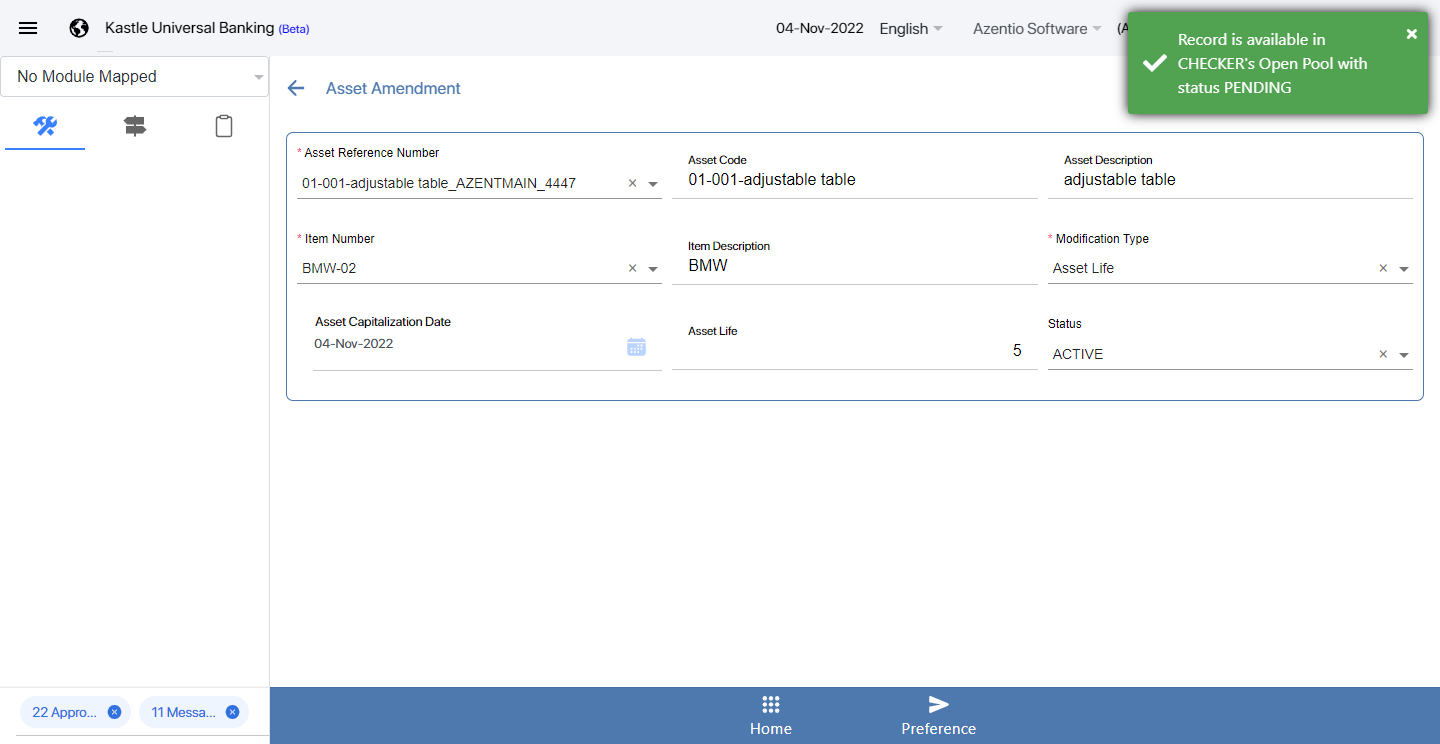 Kastle Universal Banking (Beta)
04-Nov-2022
English
Azentio Software
(A
Record is available in
CHECKER's Open Pool with
status PENDING
No Module Mapped
Asset Amendment
* Asset Reference Number
01-001-adjustable table_AZENTMAIN_4447
Asset Code
01-001-adjustable table
Asset Description
adjustable table
* Item Number
BMW-02
Item Description
BMW
* Modification Type
Asset Life
Asset Capitalization Date
04-Nov-2022
Asset Life
5
Status
ACTIVE
22 Appro...
11 Messa...
Home
Preference